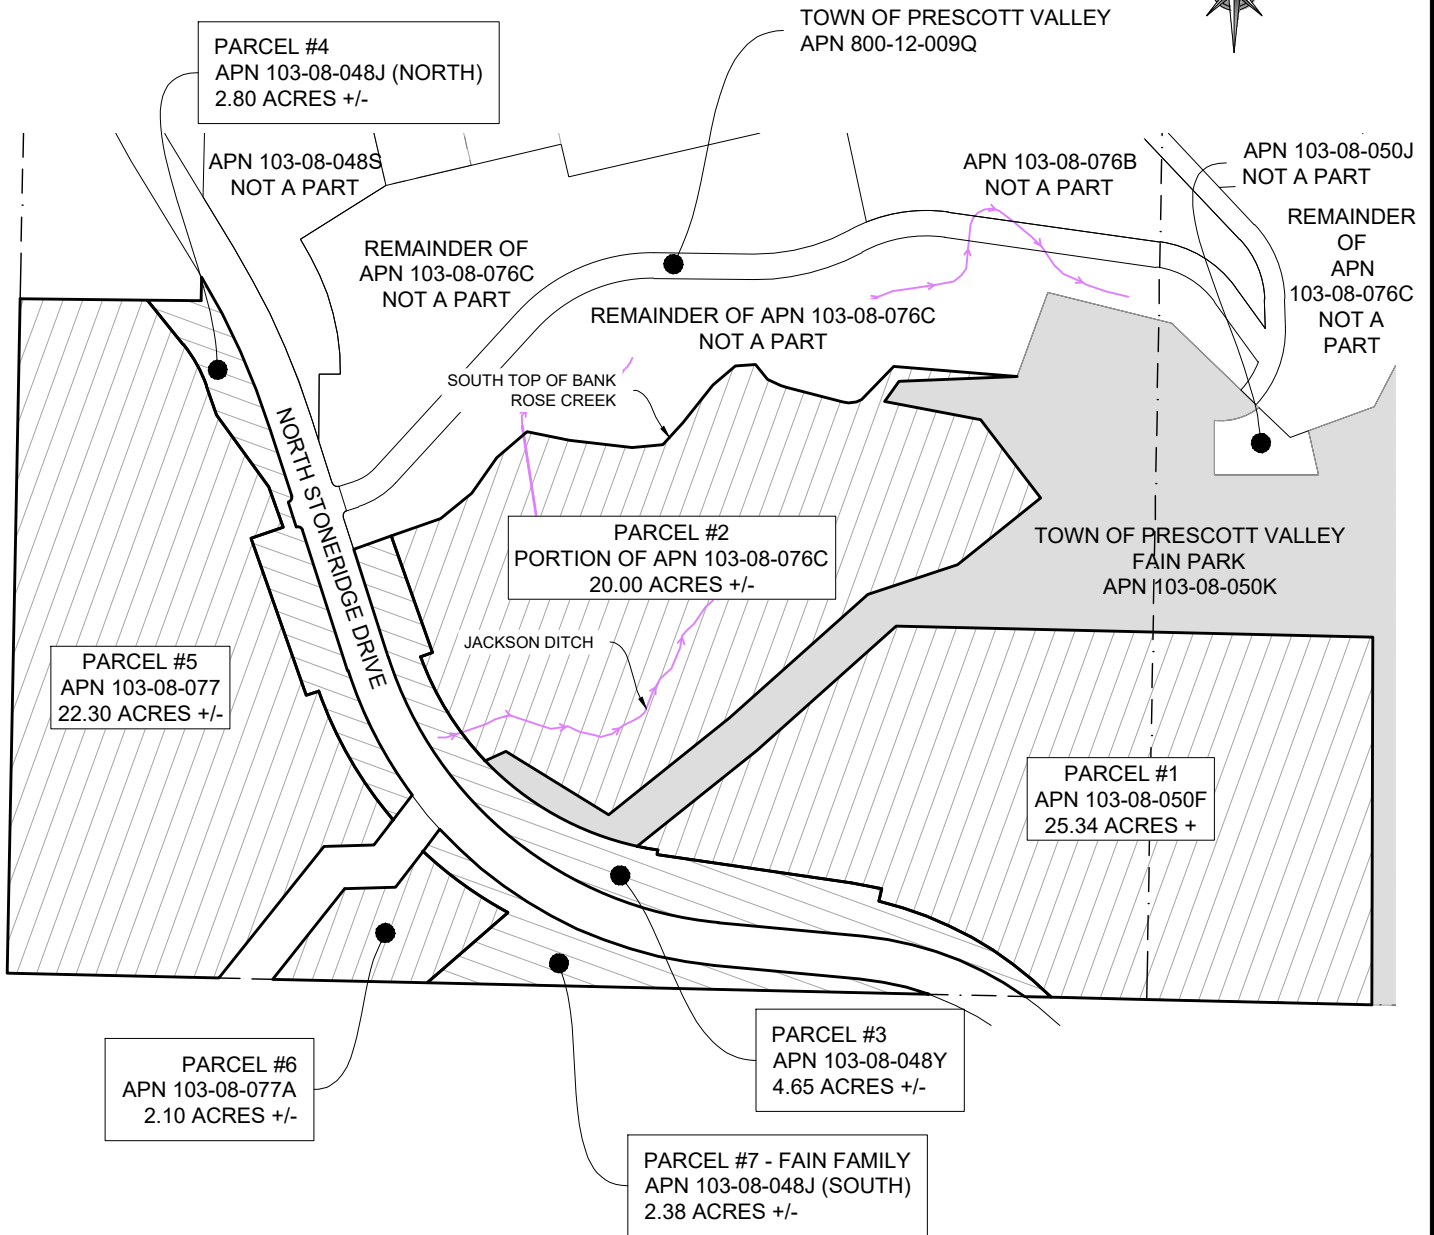 TOWN OF PRESCOTT VALLEY
APN 800-12-009Q
PARCEL #4
APN 103-08-048J (NORTH)
2.80 ACRES +/-
APN 103-08-048S
NOT A PART
APN 103-08-076B
NOT A PART
APN 103-08-050J
NOT A PART
REMAINDER
OF
APN
103-08-076C
NOT A
PART
REMAINDER OF
APN 103-08-076C
NOT A PART
REMAINDER OF APN 103-08-076C
NOT A PART
SOUTH TOP OF BANK
ROSE CREEK
NORTH STONERIDGE DRIVE
PARCEL #2
PORTION OF APN 103-08-076C
20.00 ACRES +/-
TOWN OF PRESCOTT VALLEY
FAIN PARK
APN 103-08-050K
JACKSON DITCH
PARCEL #5
APN 103-08-077
22.30 ACRES +/-
PARCEL #1
APN 103-08-050F
25.34 ACRES +
PARCEL #3
APN 103-08-048Y
4.65 ACRES +/-
PARCEL #6
APN 103-08-077A
2.10 ACRES +/-
PARCEL #7 - FAIN FAMILY
APN 103-08-048J (SOUTH)
2.38 ACRES +/-